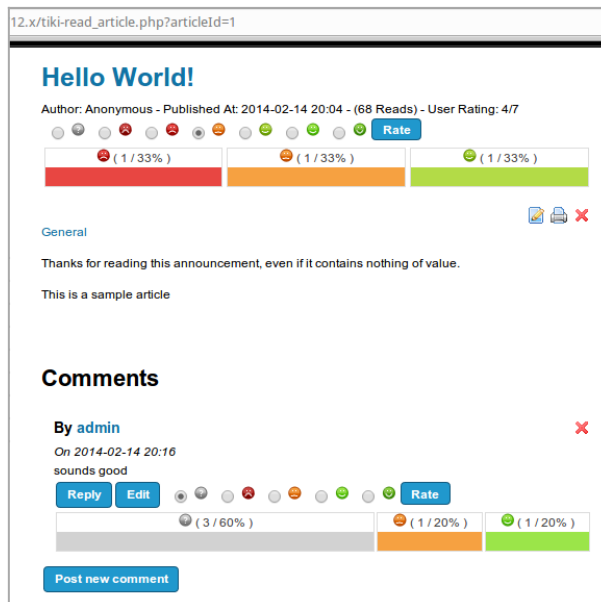 12.x/tiki-read_article.php?articleId=1
Hello World!
Author: Anonymous - Published At: 2014-02-14 20:04 - (68 Reads) - User Rating: 4/7
Rate
( 1 / 33% ) ( 1 / 33% ) ( 1 / 33% )
General
Thanks for reading this announcement, even if it contains nothing of value.
This is a sample article
Comments
By admin
On 2014-02-14 20:16
sounds good
Reply Edit Rate
( 3 / 60% ) ( 1 / 20% ) ( 1 / 20% )
Post new comment